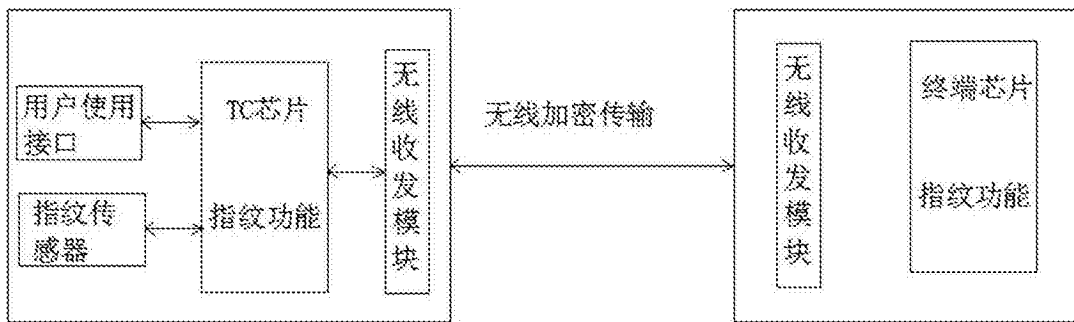 用户使用
接口
指纹传
感器
TC芯片
指纹功能
无
线
收
发
模
块
无线加密传输
无
线
收
发
模
块
终端芯片
指纹功能